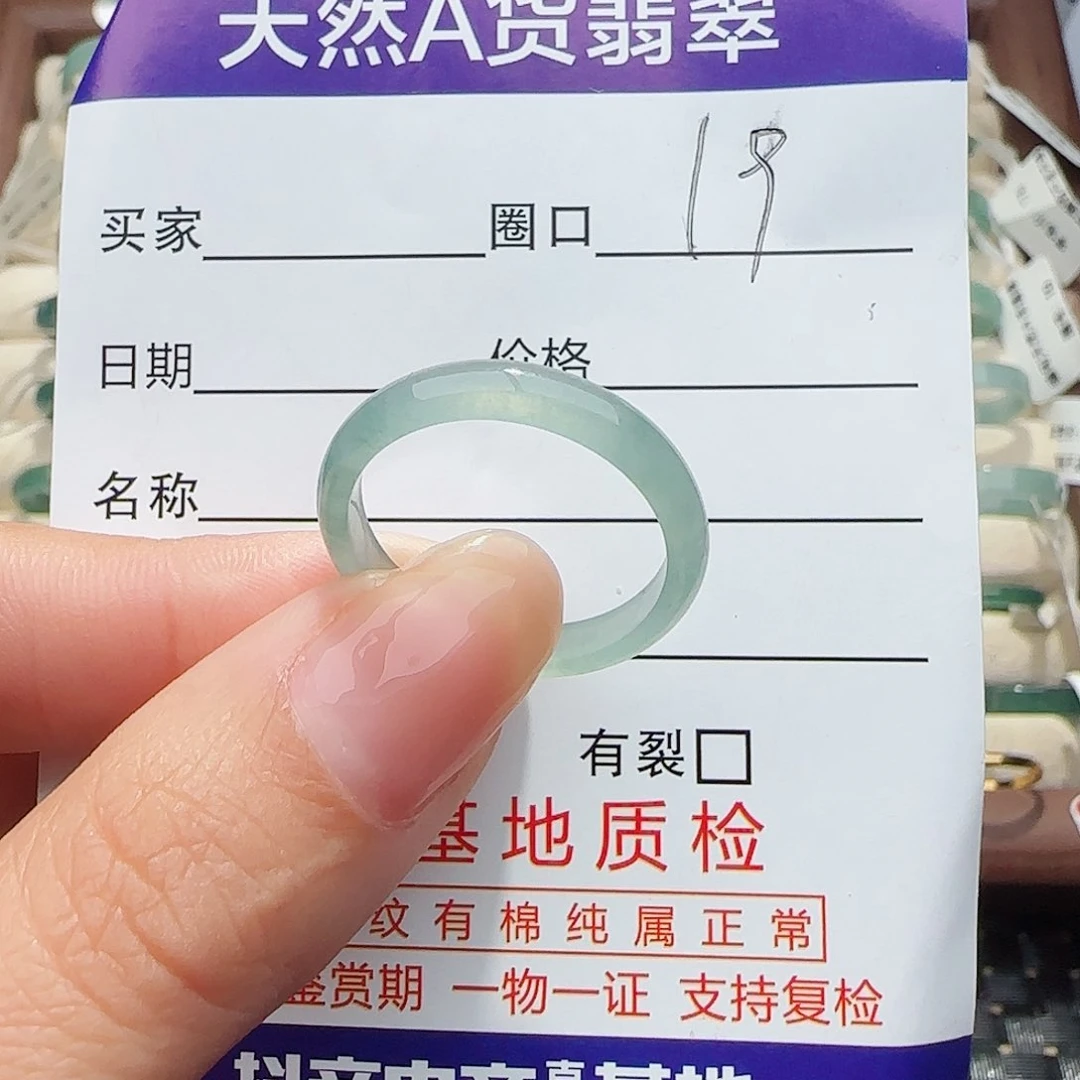 天然A货翡翠
买家 圈口 19
日期 价格
名称
有裂
基地质检
纹有棉纯属正常
鉴赏期 一物一证 支持复检